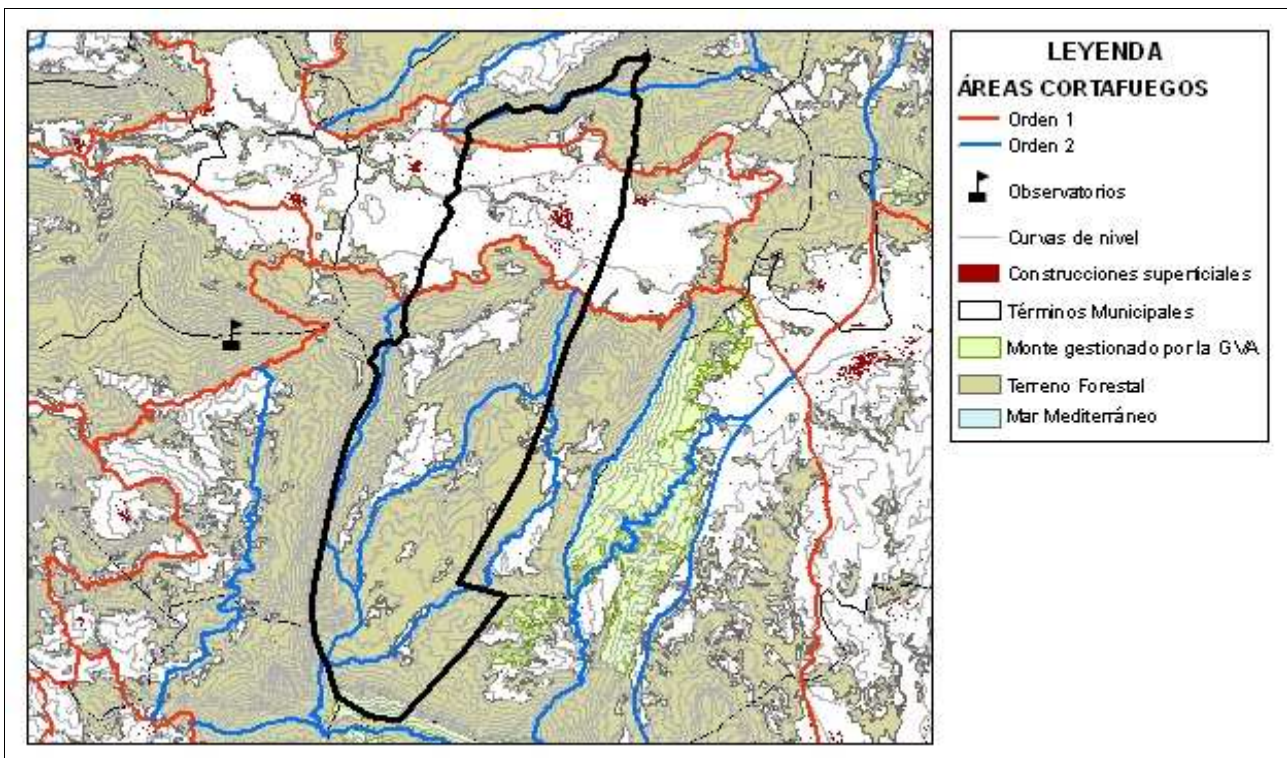 LEYENDA
ÁREAS CORTAFUEGOS
Orden 1
Orden 2
Observatorios
Curvas de nivel
Construcciones superficiales
Términos Municipales
Monte gestionado por la GVA
Terreno Forestal
Mar Mediterráneo